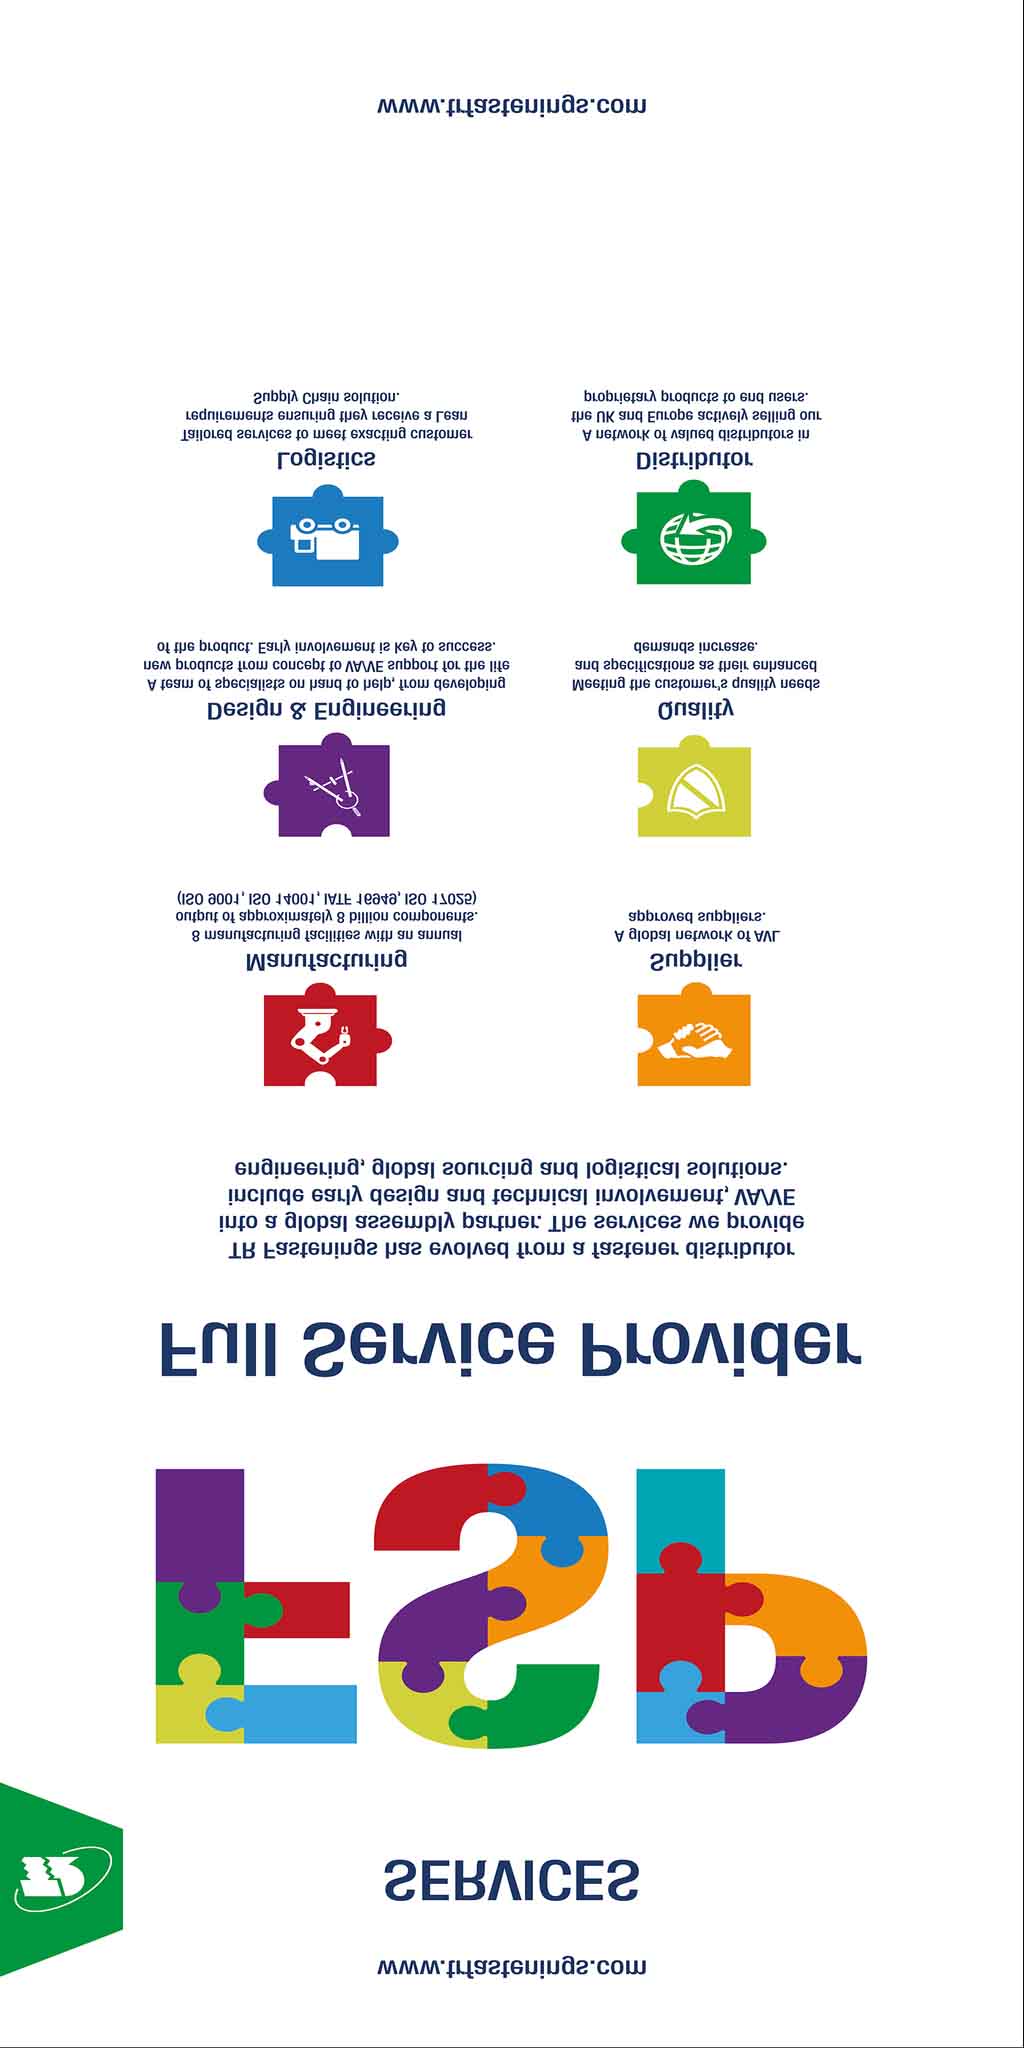 www.trfastenings.com
SERVICES
FSP
Full Service Provider
TR Fastenings has evolved from a fastener distributor
into a global assembly partner. The services we provide
include early design and technical involvement, VA/VE
engineering, global sourcing and logistical solutions.
Manufacturing
8 manufacturing facilities with an annual
output of approximately 8 billion components.
(ISO 9001, ISO 14001, IATF 16949, ISO 17025)
Supplier
A global network of AVL
approved suppliers.
Design & Engineering
A team of specialists on hand to help, from developing
new products from concept to VA/VE support for the life
of the product. Early involvement is key to success.
Quality
Meeting the customer's quality needs
and specifications as their enhanced
demands increase.
Logistics
Tailored services to meet exacting customer
requirements ensuring they receive a Lean
Supply Chain solution.
Distributor
A network of valued distributors in
the UK and Europe actively selling our
proprietary products to end users.
www.trfastenings.com